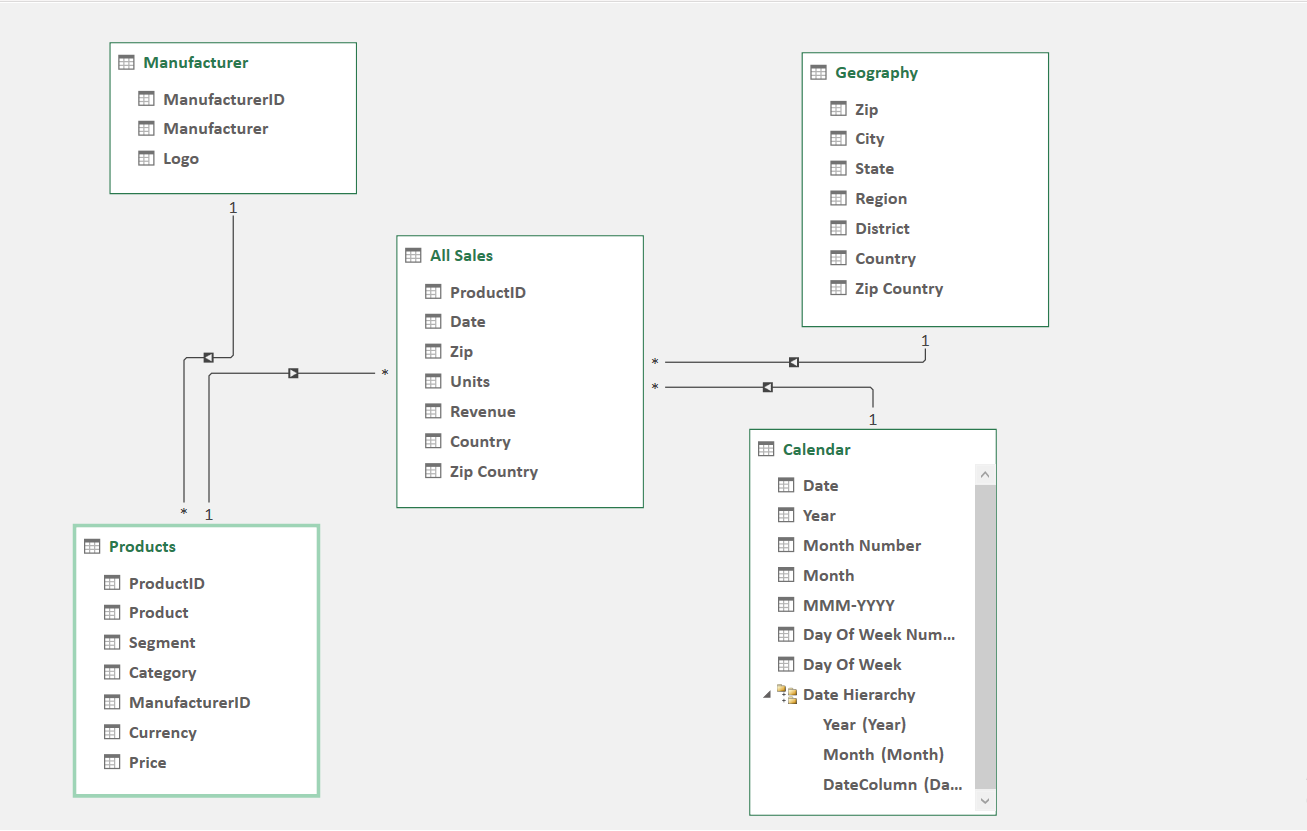 Manufacturer
ManufacturerID
Manufacturer
Logo
1
Geography
Zip
City
State
Region
District
Country
Zip Country
1
All Sales
ProductID
Date
Zip
Units
Revenue
Country
Zip Country
*
*
*
1
Calendar
Date
Year
Month Number
Month
MMM-YYYY
Day Of Week Num...
Day Of Week
Date Hierarchy
Year (Year)
Month (Month)
DateColumn (Da...
* 1
Products
ProductID
Product
Segment
Category
ManufacturerID
Currency
Price